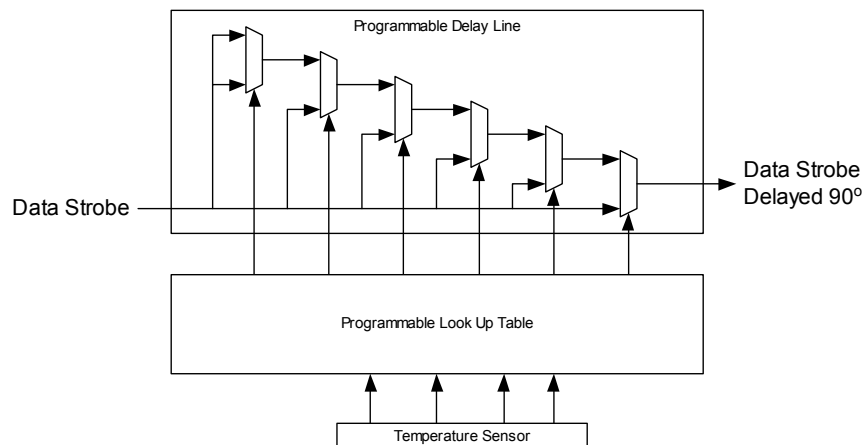 Programmable Delay Line
Data Strobe
Data Strobe
Delayed 90º
Programmable Look Up Table
Temperature Sensor